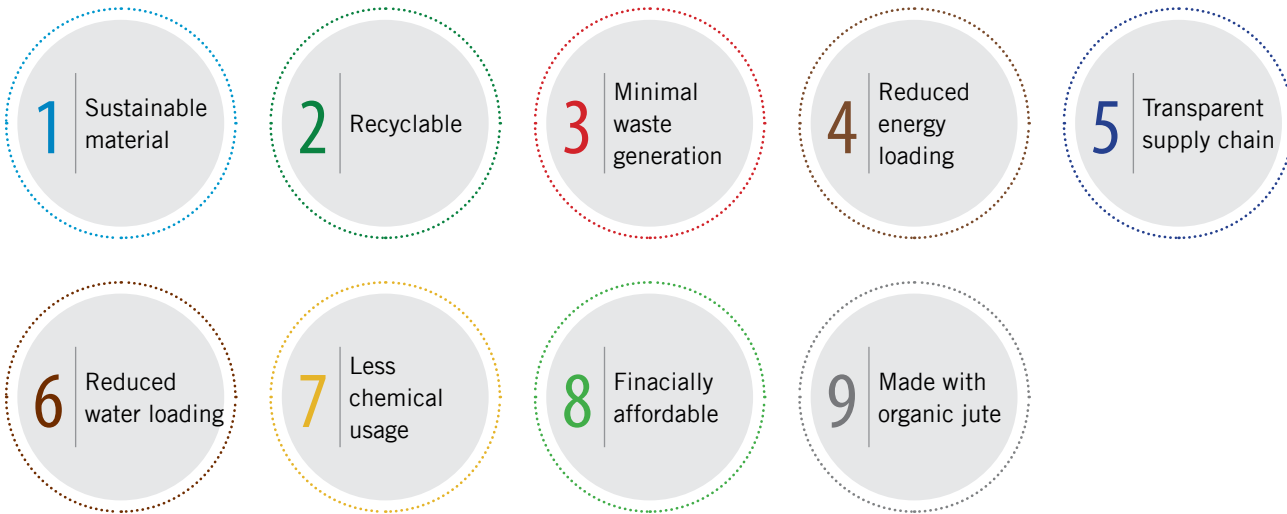 1
Sustainable
material
2
Recyclable
3
Minimal
waste
generation
4
Reduced
energy
loading
5
Transparent
supply chain
6
Reduced
water loading
7
Less
chemical
usage
8
Finacially
affordable
9
Made with
organic jute